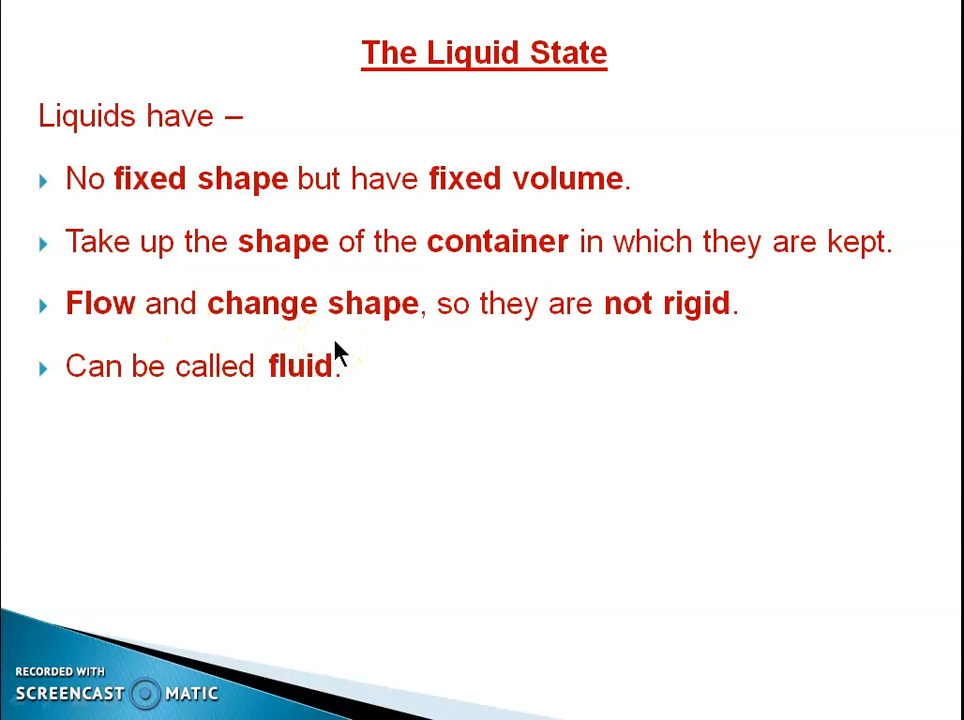 The Liquid State
Liquids have –
No fixed shape but have fixed volume.
Take up the shape of the container in which they are kept.
Flow and change shape, so they are not rigid.
Can be called fluid.
RECORDED WITH
SCREENCAST MATIC